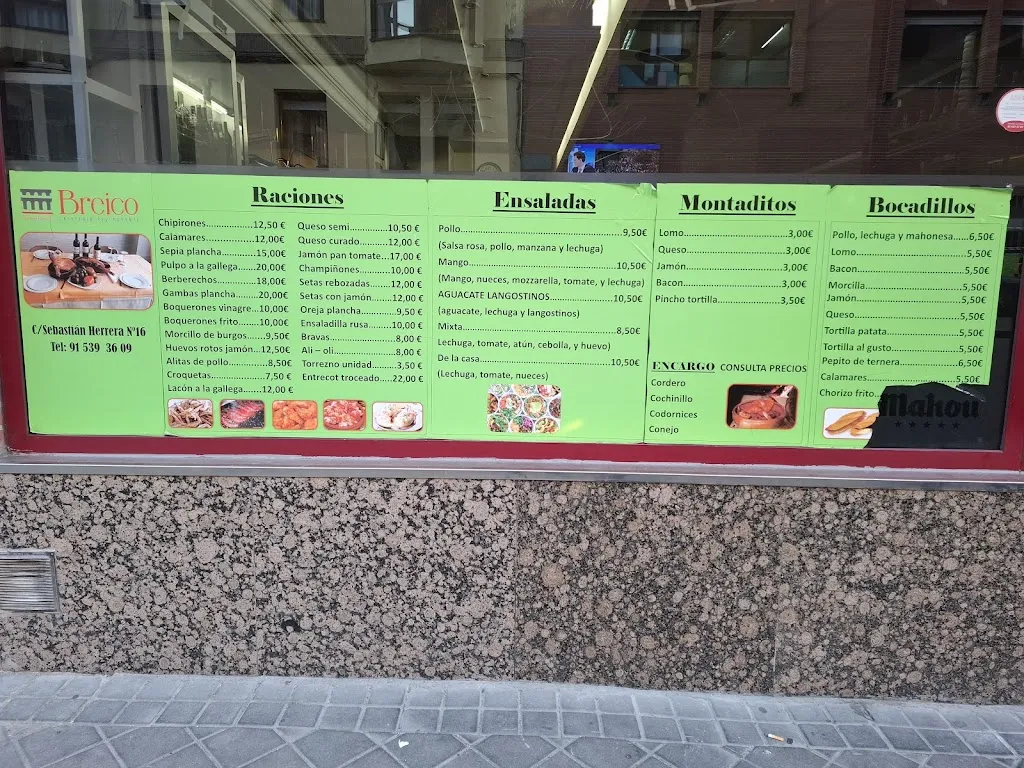 Breico
C/Sebastián Herrera Nº16
Tel: 91 539 36 09
Raciones
Chipirones.......................12,50 €
Calamares.......................12,00€
Sepia plancha..................15,00€
Pulpo a la gallega............20,00€
Berberechos...................18,00€
Gambas plancha..............20,00€
Boquerones vinagre...10,00€
Boquerones frito...........10,00€
Morcillo de burgos........9,50€
Huevos rotos jamón...12,50€
Alitas de pollo.................8,50€
Croquetas.......................7,50 €
Lacón a la gallega............12,00 €
Queso semi...............10,50 €
Queso curado............12,00 €
Jamón pan tomate...17,00 €
Champiñones............10,00 €
Setas rebozadas.........12,00 €
Setas con jamón........12,00 €
Oreja plancha.............9,50 €
Ensaladilla rusa..........10,00 €
Bravas........................8,00 €
Ali – oli......................8,00 €
Torrezno unidad.........3,50 €
Entrecot troceado.....22,00 €
Ensaladas
Pollo................................................9,50€
(Salsa rosa, pollo, manzana y lechuga)
Mango.............................................10,50€
(Mango, nueces, mozzarella, tomate, y lechuga)
AGUACATE LANGOSTINOS..................10,50€
(aguacate, lechuga y langostinos)
Mixta...............................................8,50€
Lechuga, tomate, atún, cebolla, y huevo)
De la casa........................................10,50€
(Lechuga, tomate, nueces)
Montaditos
Lomo..............................3,00€
Queso.............................3,00€
Jamón.............................3,00€
Bacon.............................3,00€
Pincho tortilla..................3,50€
ENCARGO CONSULTA PRECIOS
Cordero
Cochinillo
Codornices
Conejo
Bocadillos
Pollo, lechuga y mahonesa......6,50€
Lomo...................................5,50€
Bacon..................................5,50€
Morcilla...............................5,50€
Jamón..................................5,50€
Queso..................................5,50€
Tortilla patata.......................5,50€
Tortilla al gusto.....................5,50€
Pepito de ternera...................6,50€
Calamares............................5,50€
Chorizo frito...
Mahou